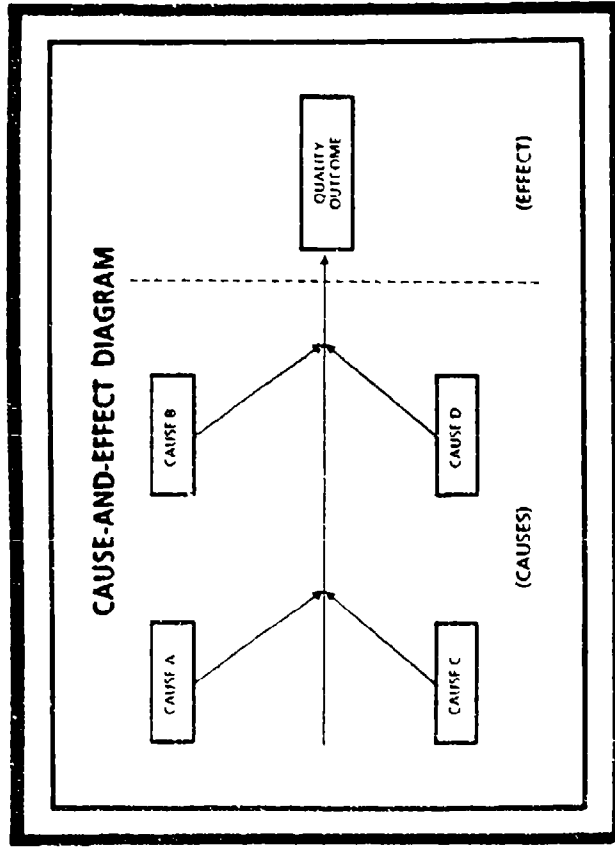 CAUSE-AND-EFFECT DIAGRAM
CAUSE A
CAUSE B
QUALITY
OUTCOME
CAUSE C
CAUSE D
(CAUSES)
(EFFECT)